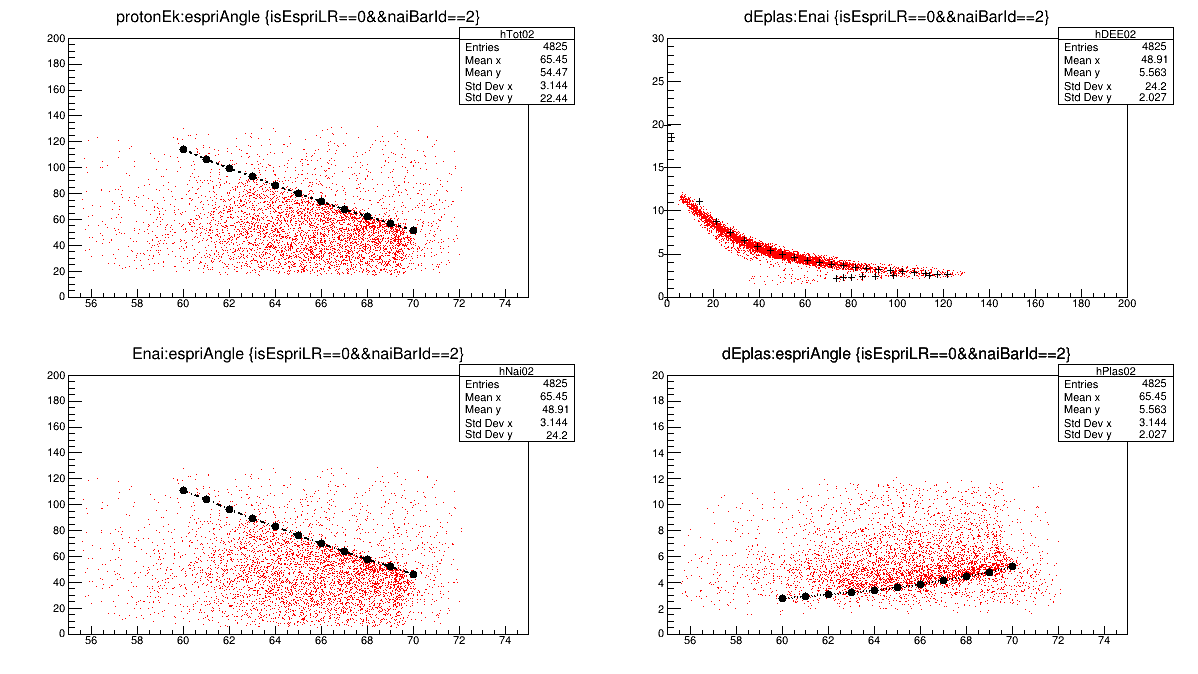 protonEk:espriAngle {isEspriLR==0&&naiBarId==2}
hTot02
Entries 4825
Mean x 65.45
Mean y 54.47
Std Dev x 3.144
Std Dev y 22.44
200
180
160
140
120
100
80
60
40
20
0
56 58 60 62 64 66 68 70 72 74
dEplas:Enai {isEspriLR==0&&naiBarId==2}
hDEE02
Entries 4825
Mean x 48.91
Mean y 5.563
Std Dev x 24.2
Std Dev y 2.027
30
25
20
15
10
5
0
0 20 40 60 80 100 120 140 160 180 200
Enai:espriAngle {isEspriLR==0&&naiBarId==2}
hNai02
Entries 4825
Mean x 65.45
Mean y 48.91
Std Dev x 3.144
Std Dev y 24.2
200
180
160
140
120
100
80
60
40
20
0
56 58 60 62 64 66 68 70 72 74
dEplas:espriAngle {isEspriLR==0&&naiBarId==2}
hPlas02
Entries 4825
Mean x 65.45
Mean y 5.563
Std Dev x 3.144
Std Dev y 2.027
20
18
16
14
12
10
8
6
4
2
0
56 58 60 62 64 66 68 70 72 74